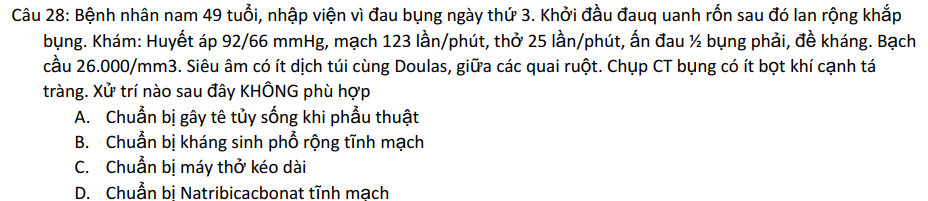 Câu 28: Bệnh nhân nam 49 tuổi, nhập viện vì đau bụng ngày thứ 3. Khởi đầu đauq uanh rốn sau đó lan rộng khắp
bụng. Khám: Huyết áp 92/66 mmHg, mạch 123 lần/phút, thở 25 lần/phút, ấn đau ½ bụng phải, đề kháng. Bạch
cầu 26.000/mm3. Siêu âm có ít dịch túi cùng Doulas, giữa các quai ruột. Chụp CT bụng có ít bọt khí cạnh tá
tràng. Xử trí nào sau đây KHÔNG phù hợp
A. Chuẩn bị gây tê tủy sống khi phẩu thuật
B. Chuẩn bị kháng sinh phổ rộng tĩnh mạch
C. Chuẩn bị máy thở kéo dài
D. Chuẩn bị Natribicacbonat tĩnh mạch